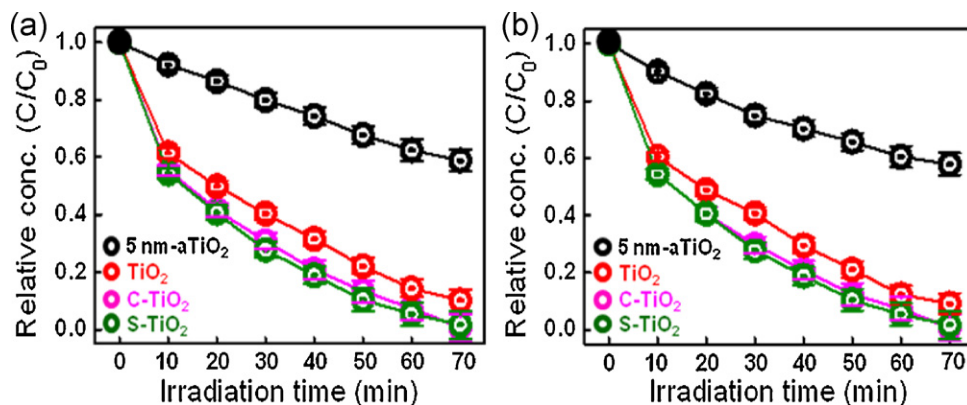 (a)
Relative conc. (C/C₀)
1.0
0.8
0.6
0.4
0.2
0.0
5 nm-aTiO₂
TiO₂
C-TiO₂
S-TiO₂
0 10 20 30 40 50 60 70
Irradiation time (min)
(b)
Relative conc. (C/C₀)
1.0
0.8
0.6
0.4
0.2
0.0
5 nm-aTiO₂
TiO₂
C-TiO₂
S-TiO₂
0 10 20 30 40 50 60 70
Irradiation time (min)